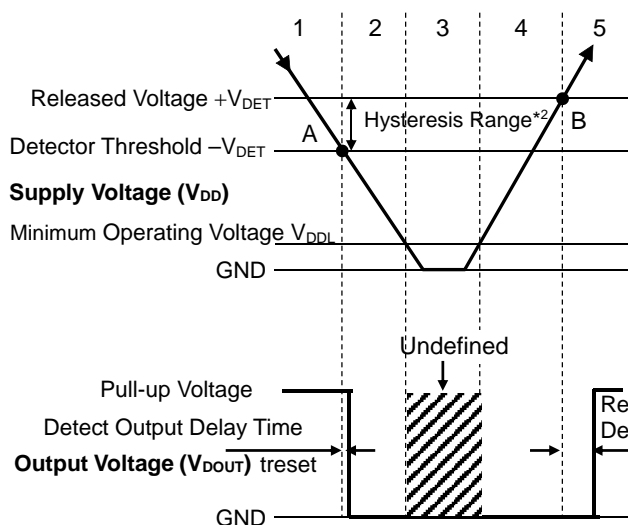 1 2 3 4 5
Released Voltage +VDET
Hysteresis Range*2
A
B
Detector Threshold –VDET
Supply Voltage (VDD)
Minimum Operating Voltage VDDL
GND
Undefined
Pull-up Voltage
Re
Detect Output Delay Time
De
Output Voltage (VDOUT) treset
GND